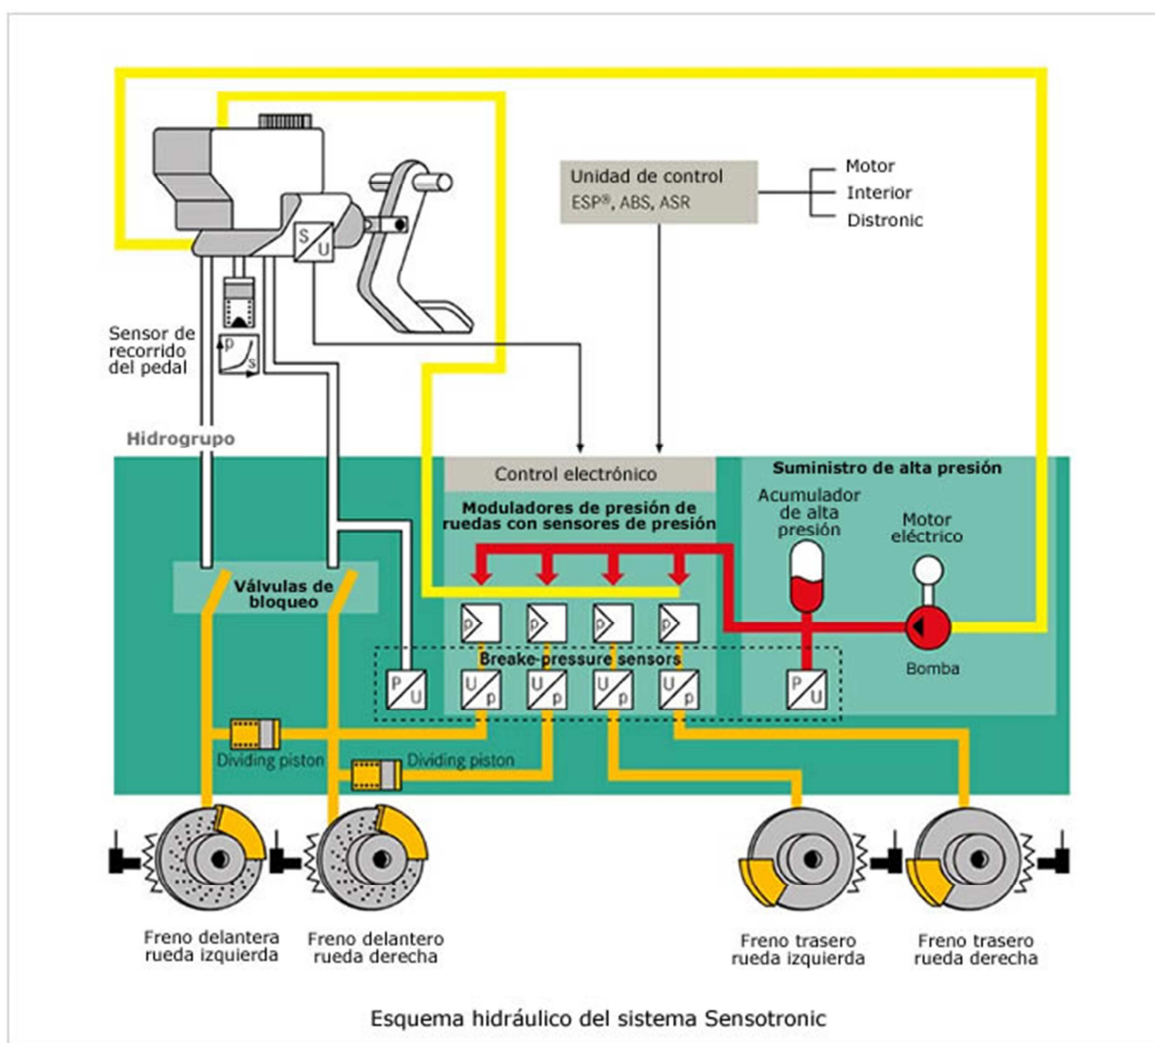 Unidad de control
ESP®, ABS, ASR
Motor
Interior
Distronic
S
U
Sensor de
recorrido
del pedal
p
s
Hidrogrupo
Control electrónico
Moduladores de presión de
ruedas con sensores de presión
Suministro de alta presión
Acumulador
de alta
presión
Motor
eléctrico
Válvulas de
bloqueo
p
p
p
p
Bomba
Breake-pressure sensors
P
U
U
p
U
p
U
p
U
p
P
U
Dividing piston
Dividing piston
Freno delantera
rueda izquierda
Freno delantero
rueda derecha
Freno trasero
rueda izquierda
Freno trasero
rueda derecha
Esquema hidráulico del sistema Sensotronic